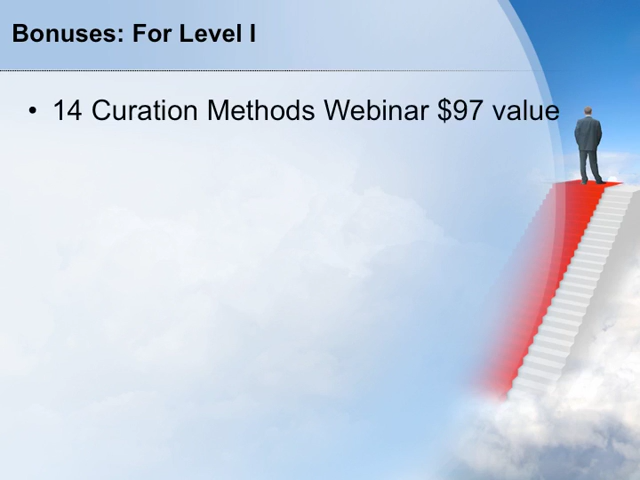 Bonuses: For Level I
• 14 Curation Methods Webinar $97 value